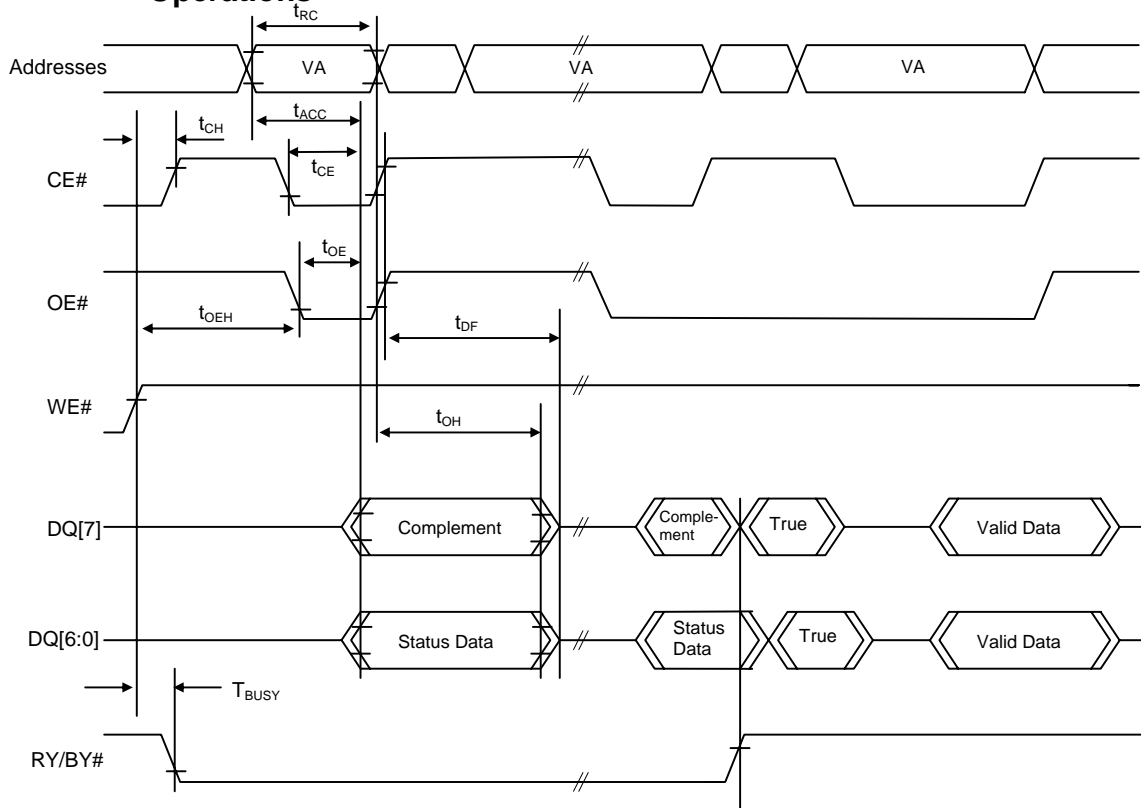 Operations
tRC
Addresses VA VA VA
tACC
tCH
tCE
CE#
tOE
OE#
tOEH
tDF
WE#
tOH
DQ[7] Complement Comple-
ment True Valid Data
DQ[6:0] Status Data Status
Data True Valid Data
TBUSY
RY/BY#